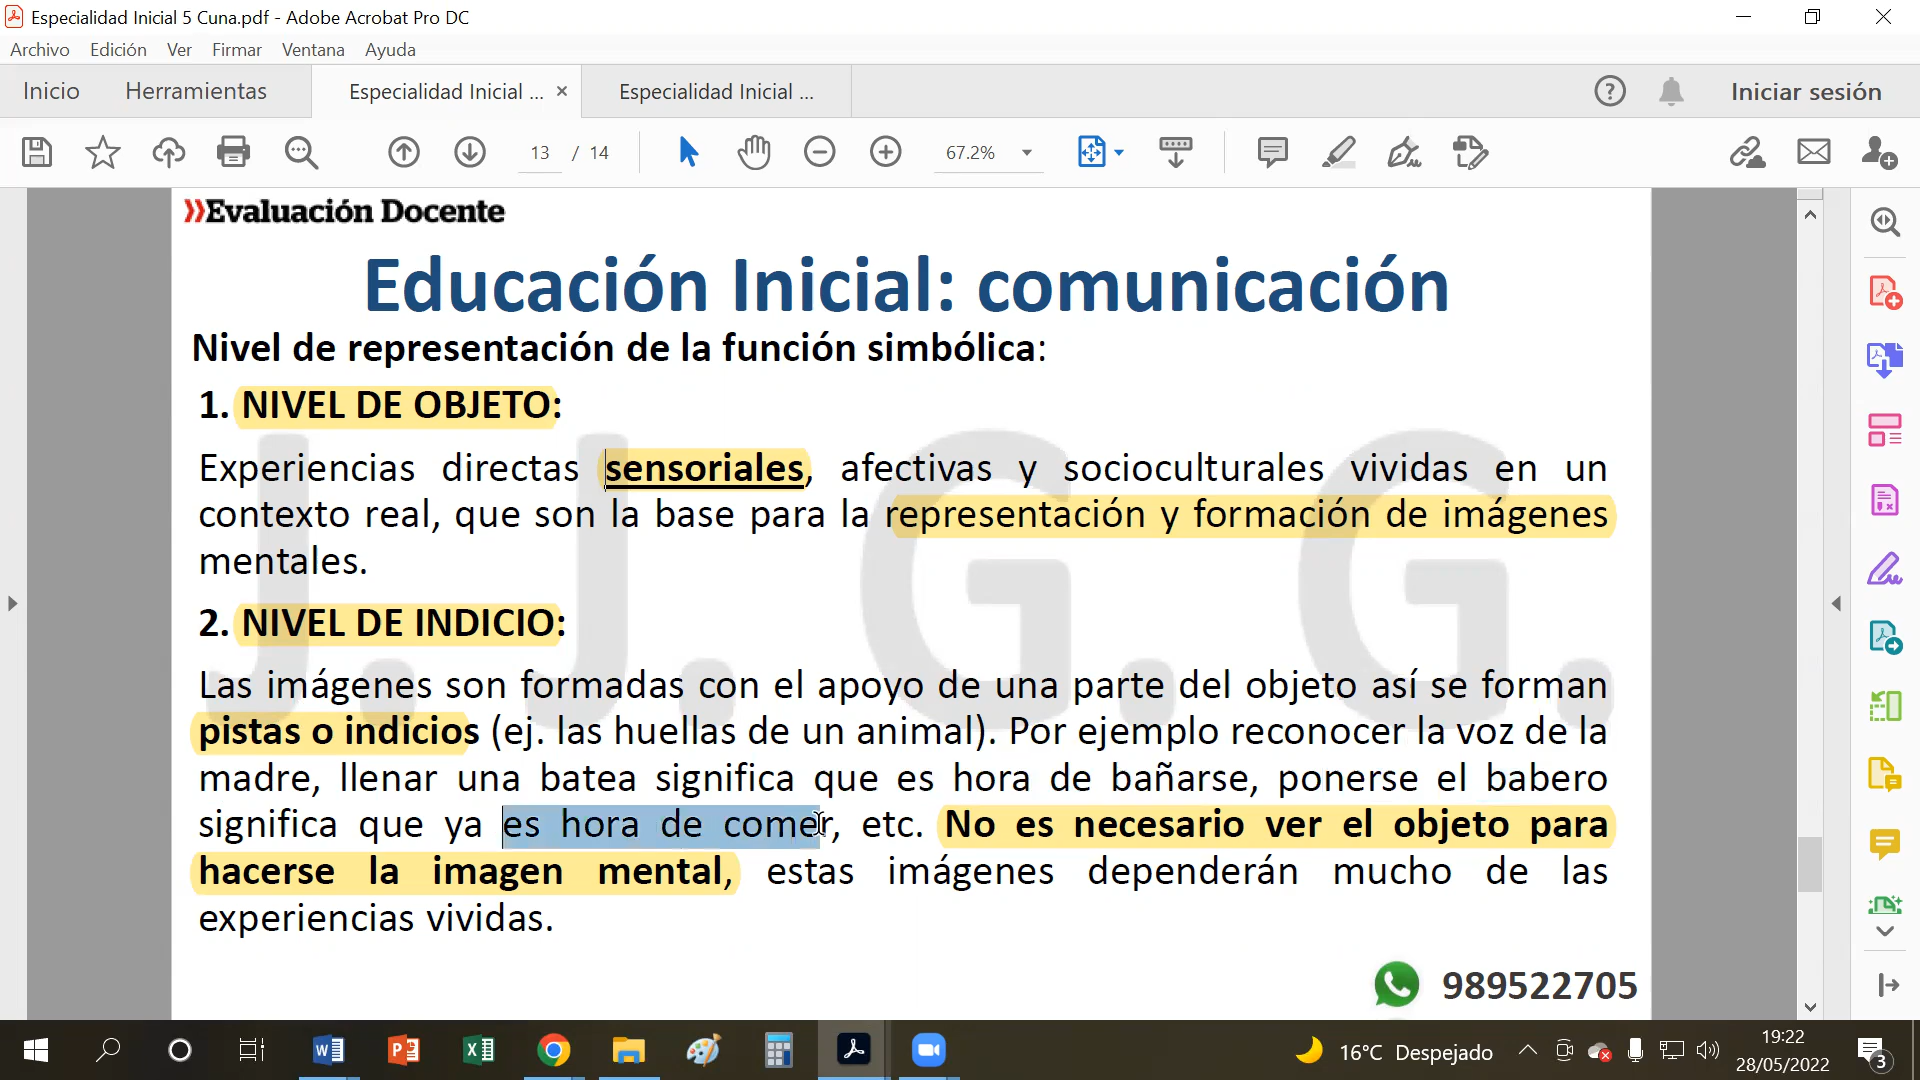 Especialidad Inicial 5 Cuna.pdf - Adobe Acrobat Pro DC
Archivo Edición Ver Firmar Ventana Ayuda
Inicio Herramientas Especialidad Inicial ... × Especialidad Inicial ... Iniciar sesión
13 / 14 67.2%
Evaluación Docente
Educación Inicial: comunicación
Nivel de representación de la función simbólica:
1. NIVEL DE OBJETO:
Experiencias directas sensoriales, afectivas y socioculturales vividas en un
contexto real, que son la base para la representación y formación de imágenes
mentales.
2. NIVEL DE INDICIO:
Las imágenes son formadas con el apoyo de una parte del objeto así se forman
pistas o indicios (ej. las huellas de un animal). Por ejemplo reconocer la voz de la
madre, llenar una batea significa que es hora de bañarse, ponerse el babero
significa que ya es hora de comer, etc. No es necesario ver el objeto para
hacerse la imagen mental, estas imágenes dependerán mucho de las
experiencias vividas.
J. J. G. G.
989522705
16°C Despejado
19:22
28/05/2022
3